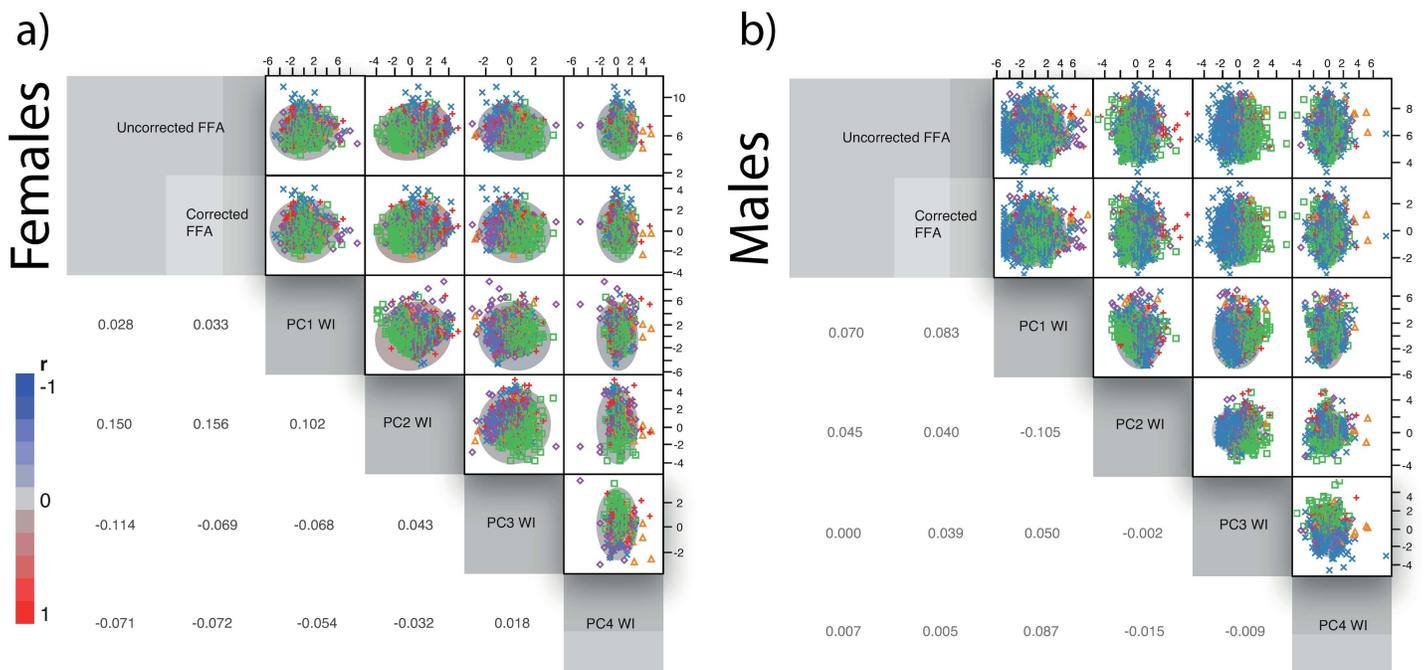 a)
b)
Females
Males
-6 -2 2 6
-4 -2 0 2 4
-2 0 2
-6 -2 0 2 4
-6 -2 0 2 4 6
-4 0 2 4
-4 -2 0 2 4
-4 0 2 4 6
Uncorrected FFA
10
6
2
Uncorrected FFA
8
6
4
Corrected
FFA
4
2
0
-2
-4
Corrected
FFA
2
0
-2
0.028 0.033 PC1 WI
6
2
-2
-6
0.070 0.083 PC1 WI
6
2
-2
-6
r
-1
0
1
0.150 0.156 0.102 PC2 WI
4
2
0
-2
-4
0.045 0.040 -0.105 PC2 WI
4
0
-4
-0.114 -0.069 -0.068 0.043 PC3 WI
2
0
-2
0.000 0.039 0.050 -0.002 PC3 WI
4
2
0
-2
-4
-0.071 -0.072 -0.054 -0.032 0.018 PC4 WI
0.007 0.005 0.087 -0.015 -0.009 PC4 WI